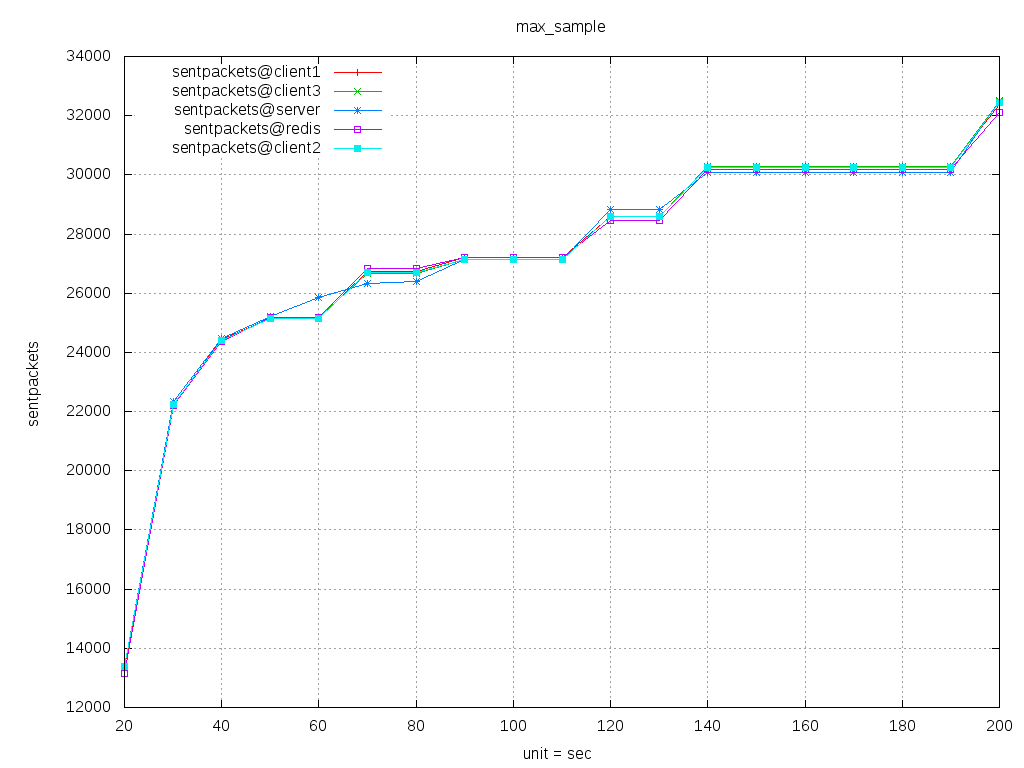 max_sample
34000
32000
30000
28000
26000
24000
22000
20000
18000
16000
14000
12000
sentpackets
sentpackets@client1
sentpackets@client3
sentpackets@server
sentpackets@redis
sentpackets@client2
20 40 60 80 100 120 140 160 180 200
unit = sec